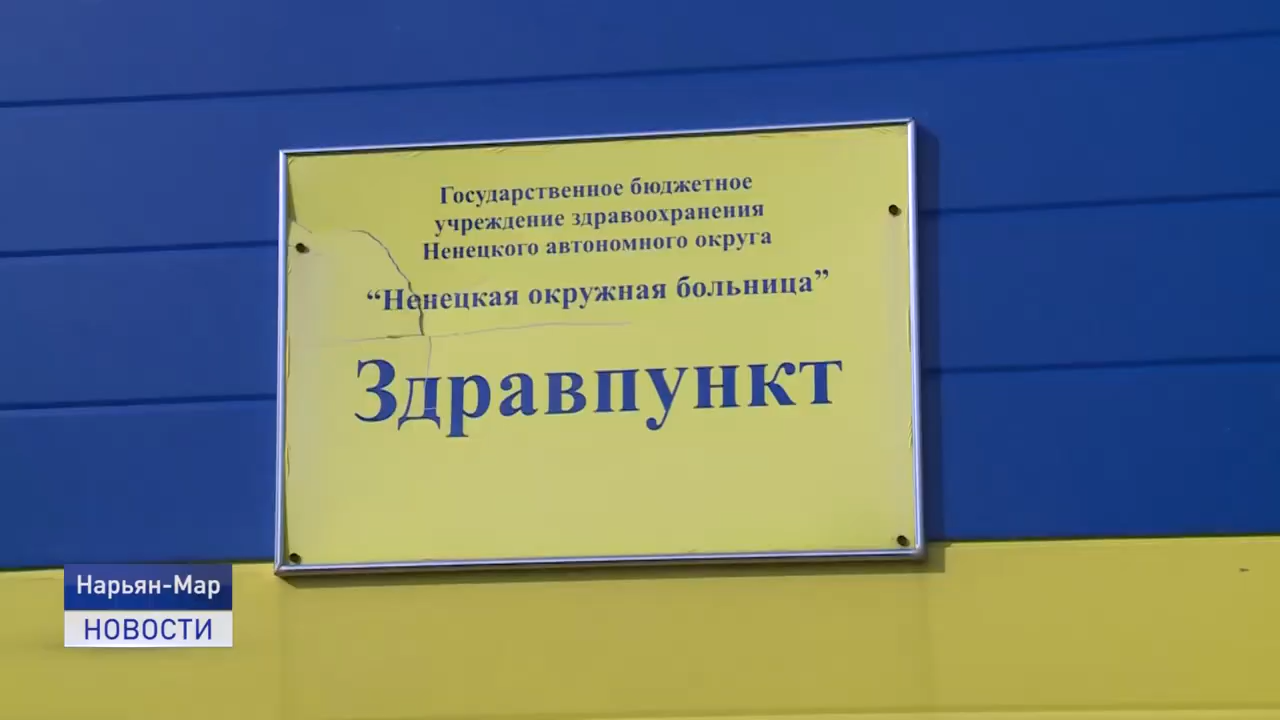 Государственное бюджетное
учреждение здравоохранения
Ненецкого автономного округа
“Ненецкая окружная больница”
Здравпункт
Нарьян-Мар
НОВОСТИ